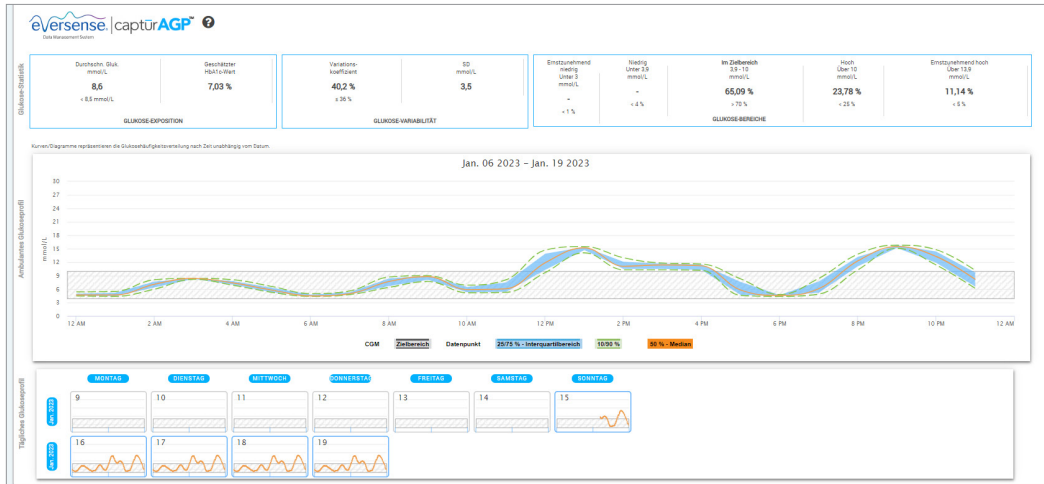 eversense. | captūrAGP™ ?
Data Management System
Glukose-Statistik
Durchschn. Gluk.
mmol/L
8,6
< 8,5 mmol/L
Geschätzter
HbA1c-Wert
7,03 %
GLUKOSE-EXPOSITION
Variations-
koeffizient
40,2 %
≤ 36 %
SD
mmol/L
3,5
GLUKOSE-VARIABILITÄT
Ernstzunehmend
niedrig
Unter 3
mmol/L
-
< 1 %
Niedrig
Unter 3,9
mmol/L
-
< 4 %
Im Zielbereich
3,9 - 10
mmol/L
65,09 %
> 70 %
Hoch
Über 10
mmol/L
23,78 %
< 25 %
Ernstzunehmend hoch
Über 13,9
mmol/L
11,14 %
< 5 %
GLUKOSE-BEREICHE
Kurven/Diagramme repräsentieren die Glukosehäufigkeitsverteilung nach Zeit unabhängig vom Datum.
Ambulantes Glukoseprofil
Jan. 06 2023 – Jan. 19 2023
mmol/L
30
27
24
21
18
15
12
9
6
3
0
12 AM 2 AM 4 AM 6 AM 8 AM 10 AM 12 PM 2 PM 4 PM 6 PM 8 PM 10 PM 12 AM
CGM Zielbereich Datenpunkt 25/75 % - Interquartilbereich 10/90 % 50 % - Median
Tägliches Glukoseprofil
MONTAG DIENSTAG MITTWOCH DONNERSTAG FREITAG SAMSTAG SONNTAG
Jan. 2023
9 10 11 12 13 14 15
Jan. 2023
16 17 18 19